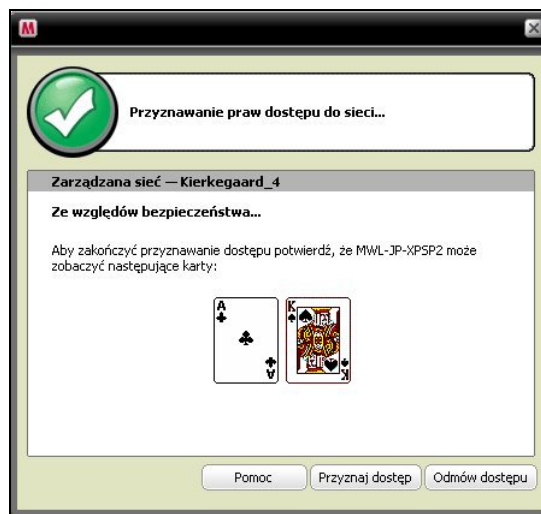 M
Przyznawanie praw dostępu do sieci...
Zarządzana sieć — Kierkegaard_4
Ze względów bezpieczeństwa...
Aby zakończyć przyznawanie dostępu potwierdź, że MWL-JP-XPSP2 może
zobaczyć następujące karty:
A K
A K
Pomoc Przyznaj dostęp Odmów dostępu